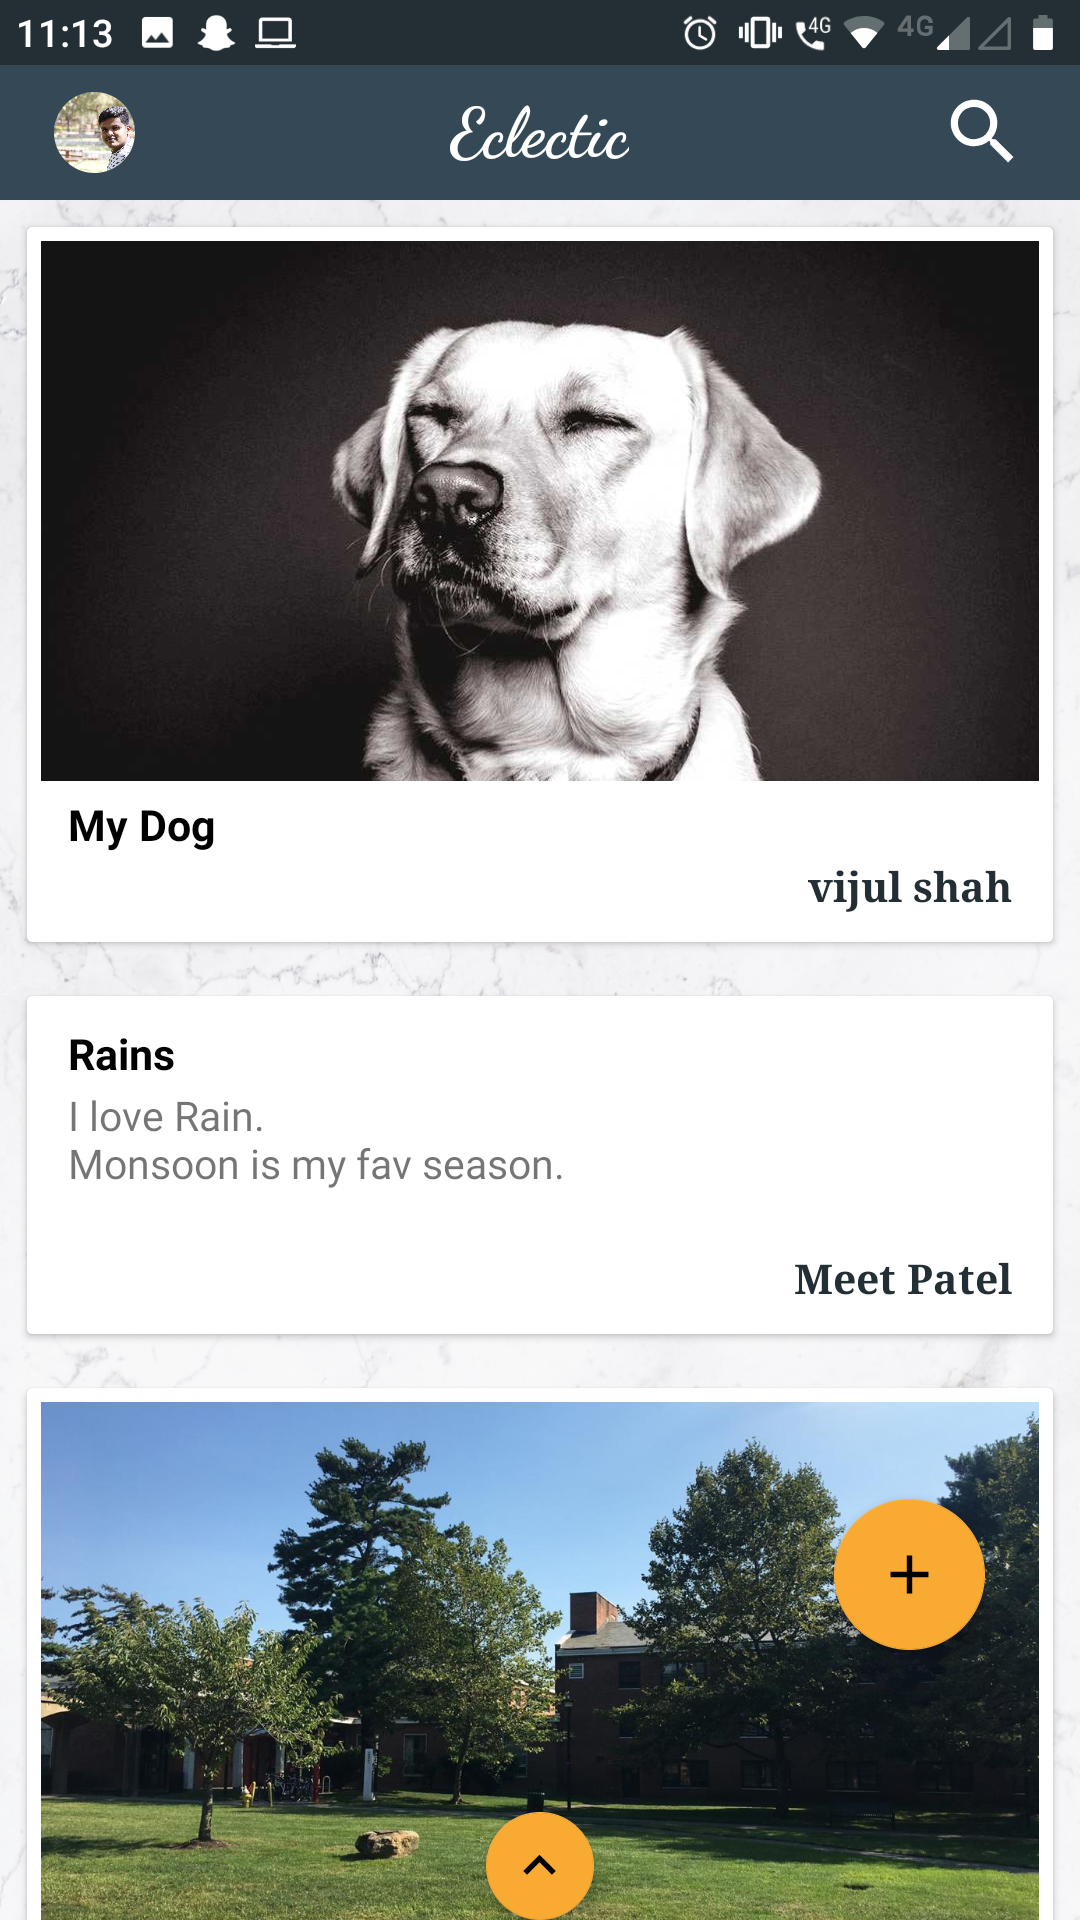 11:13 4G 4G
Eclectic
My Dog
vijul shah
Rains
I love Rain.
Monsoon is my fav season.
Meet Patel